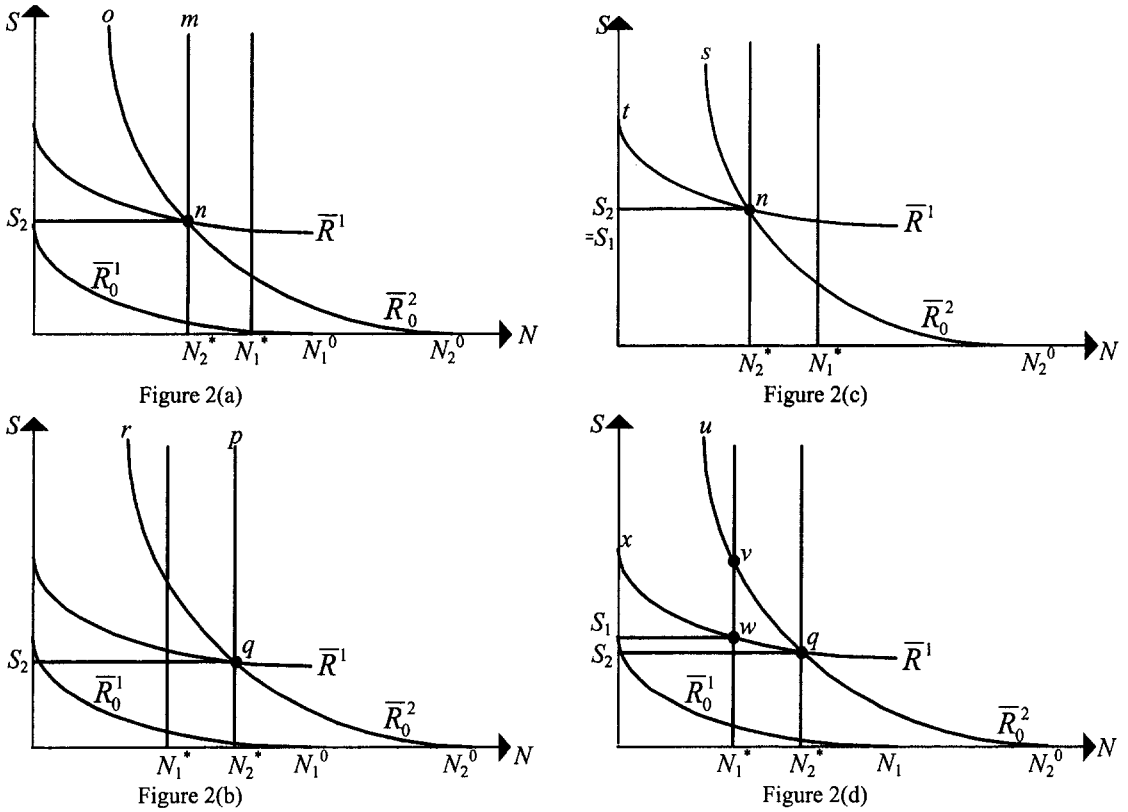 S
o
m
n
S₂
R̅¹
R̅₀¹
R̅₀²
N₂* N₁* N₁⁰ N₂⁰ N
Figure 2(a)
S
s
t
n
S₂
=S₁
R̅¹
R̅₀²
N₂* N₁* N₂⁰ N
Figure 2(c)
S
r
p
q
S₂
R̅¹
R̅₀¹
R̅₀²
N₁* N₂* N₁⁰ N₂⁰ N
Figure 2(b)
S
u
x
v
S₁
w
q
S₂
R̅¹
R̅₀¹
R̅₀²
N₁* N₂* N₁ N₂⁰ N
Figure 2(d)